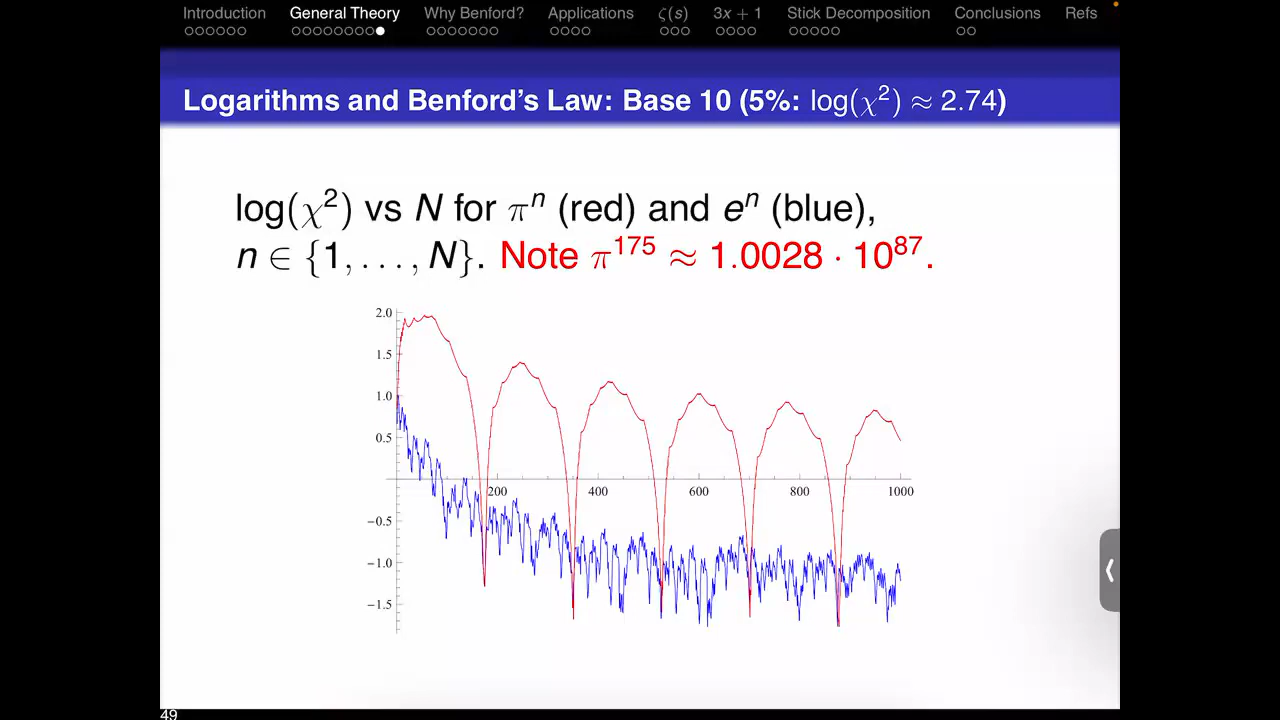 Introduction General Theory Why Benford? Applications ζ(s) 3x + 1 Stick Decomposition Conclusions Refs
Logarithms and Benford's Law: Base 10 (5%: log(χ²) ≈ 2.74)
log(χ²) vs N for πⁿ (red) and eⁿ (blue),
n ∈ {1, . . . , N}. Note π¹⁷⁵ ≈ 1.0028 · 10⁸⁷.
2.0
1.5
1.0
0.5
200 400 600 800 1000
−0.5
−1.0
−1.5
49